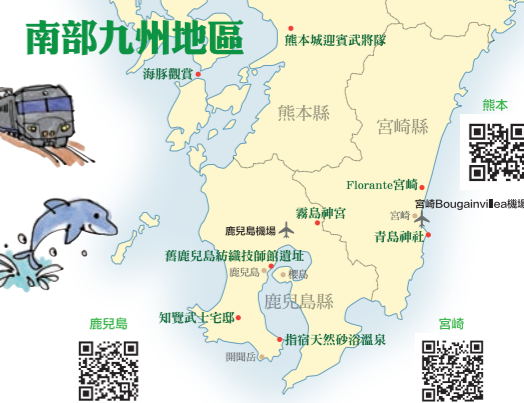 南部九州地區
熊本城迎賓武將隊
海豚觀賞
熊本
熊本縣
宮崎縣
Florante宮崎
霧島神宮
宮崎Bougainvillea機場
宮崎
鹿兒島機場
青島神社
舊鹿兒島紡織技師館遺址
鹿兒島
櫻島
鹿兒島縣
知覽武士宅邸
鹿兒島
宮崎
指宿天然砂浴溫泉
開聞岳